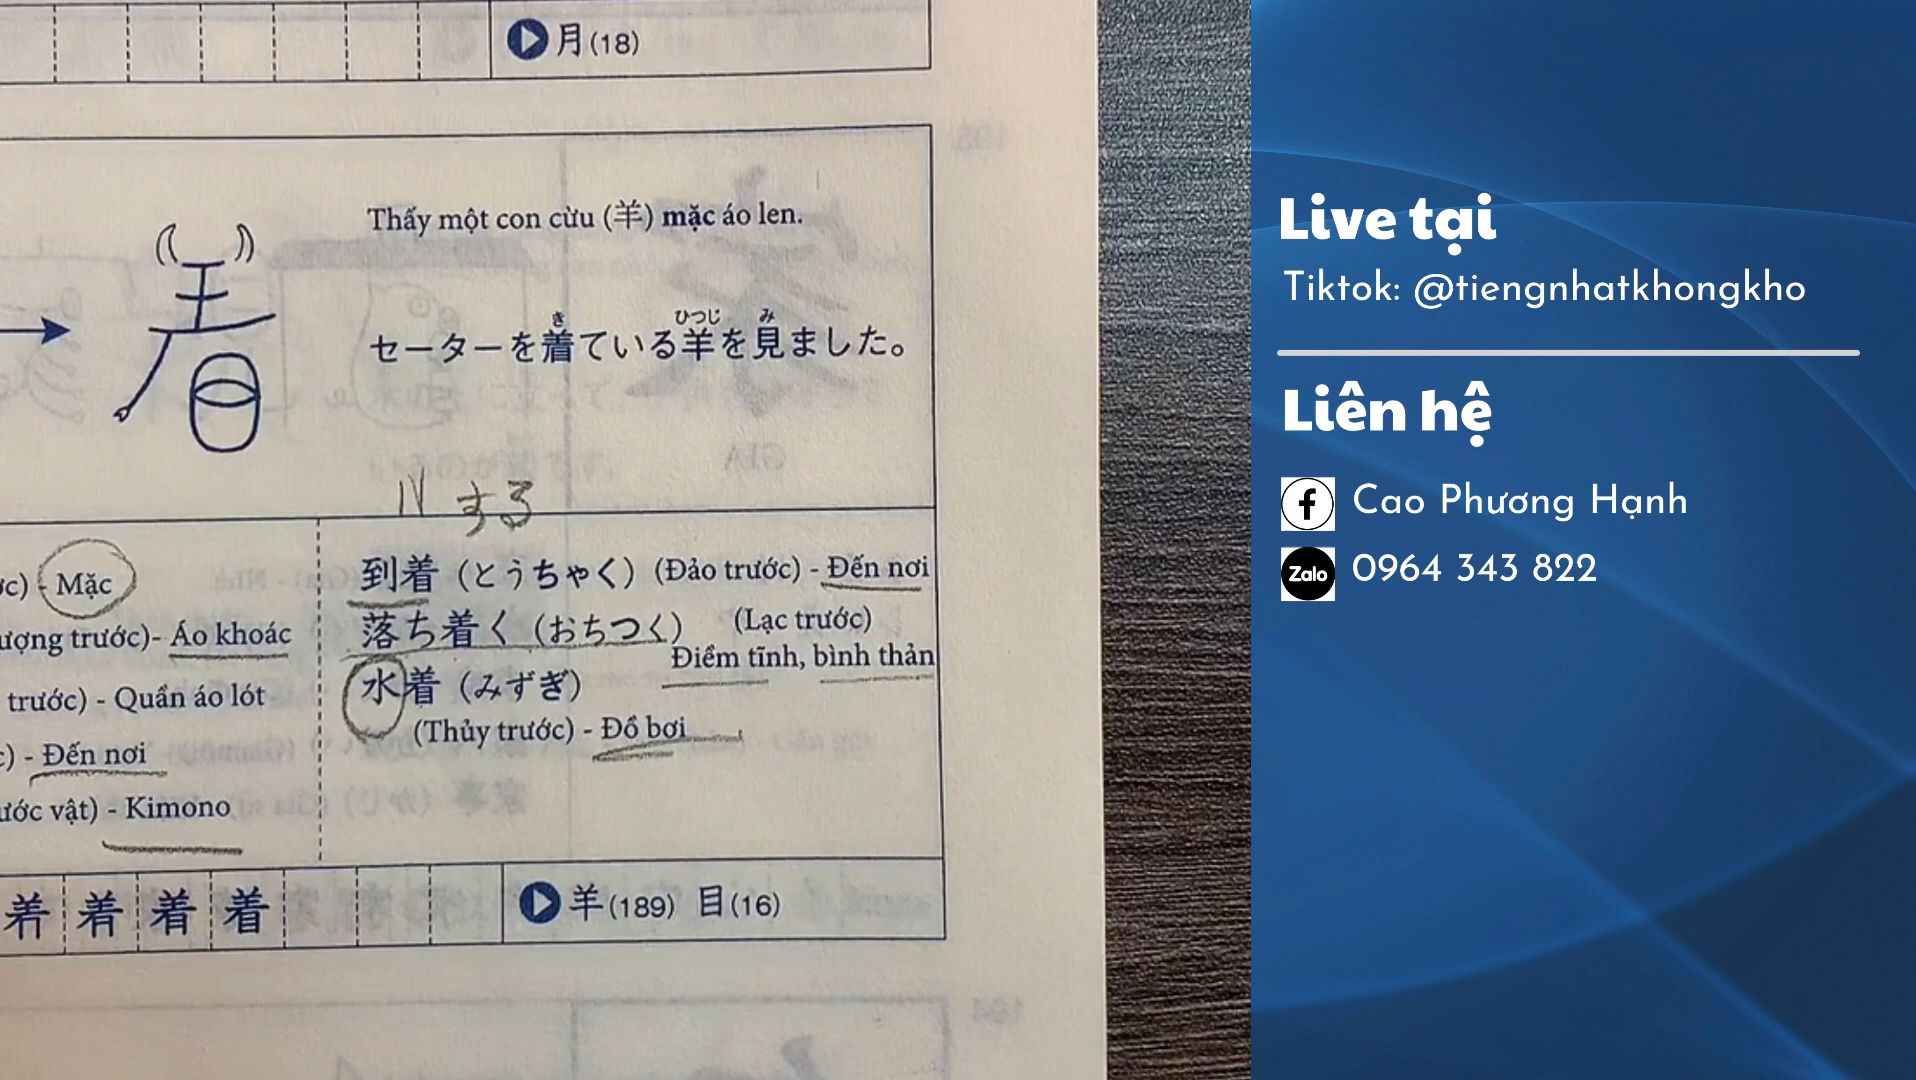 月(18)
Thấy một con cừu (羊) mặc áo len.
き ひつじ み
セーターを着ている羊を見ました。
する
到着 (とうちゃく) (Đảo trước) - Đến nơi
落ち着く (おちつく) (Lạc trước)
Điềm tĩnh, bình thản
水着 (みずぎ)
(Thủy trước) - Đồ bơi
- Mặc
ượng trước)- Áo khoác
trước) - Quần áo lót
- Đến nơi
ước vật) - Kimono
着 着 着
羊(189) 目(16)
Live tại
Tiktok: @tiengnhatkhongkho
Liên hệ
Cao Phương Hạnh
Zalo 0964 343 822